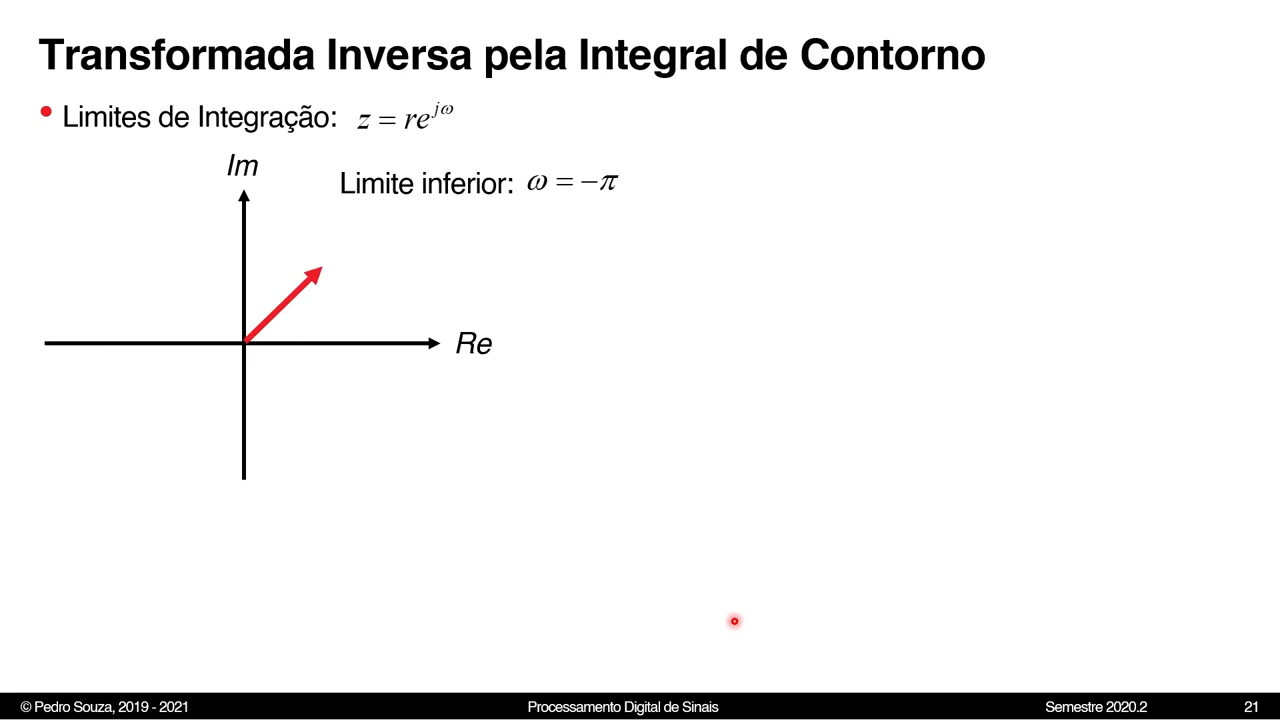 Transformada Inversa pela Integral de Contorno
• Limites de Integração: z = re^{jω}
Im
Limite inferior: ω = −π
Re
© Pedro Souza, 2019 - 2021
Processamento Digital de Sinais
Semestre 2020.2
21